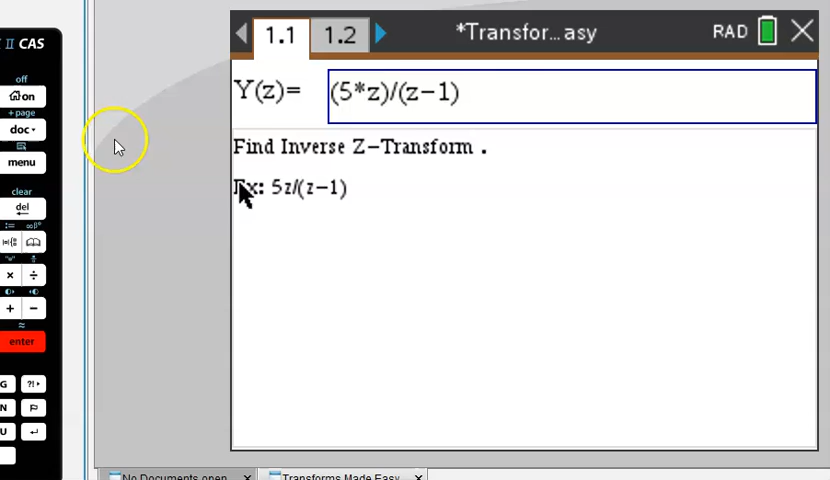 II CAS
off
on
+page
doc
menu
clear
del
enter
G
?!
N
U
1.1
1.2
*Transfor...asy
RAD
Y(z)=
(5*z)/(z-1)
Find Inverse Z-Transform .
Ex: 5z/(z-1)
No Documents open
Transforms Made Easy